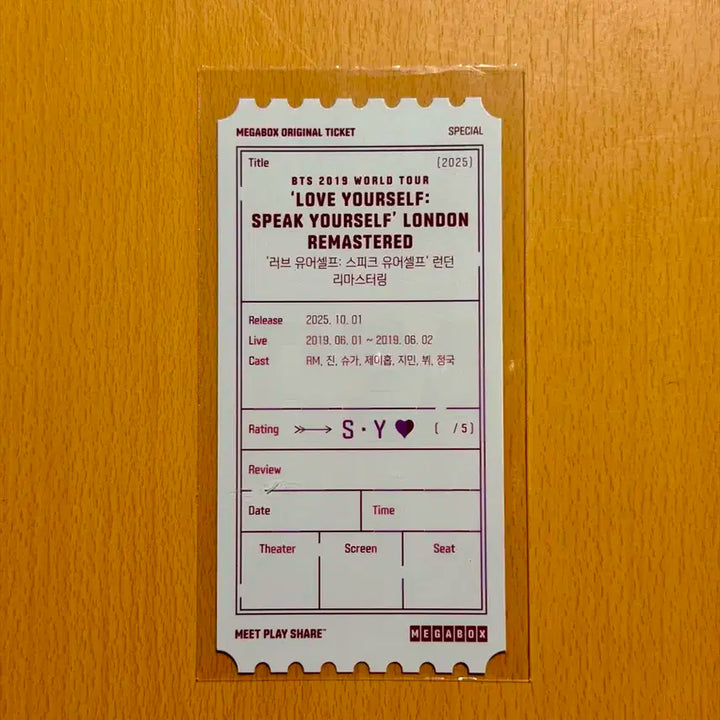 MEGABOX ORIGINAL TICKET SPECIAL
Title (2025)
BTS 2019 WORLD TOUR
'LOVE YOURSELF:
SPEAK YOURSELF' LONDON
REMASTERED
'러브 유어셀프: 스피크 유어셀프' 런던
리마스터링
Release 2025. 10. 01
Live 2019. 06. 01 ~ 2019. 06. 02
Cast RM, 진, 슈가, 제이홉, 지민, 뷔, 정국
Rating S · Y ( /5)
Review
Date Time
Theater Screen Seat
MEET PLAY SHARE™ MEGABOX